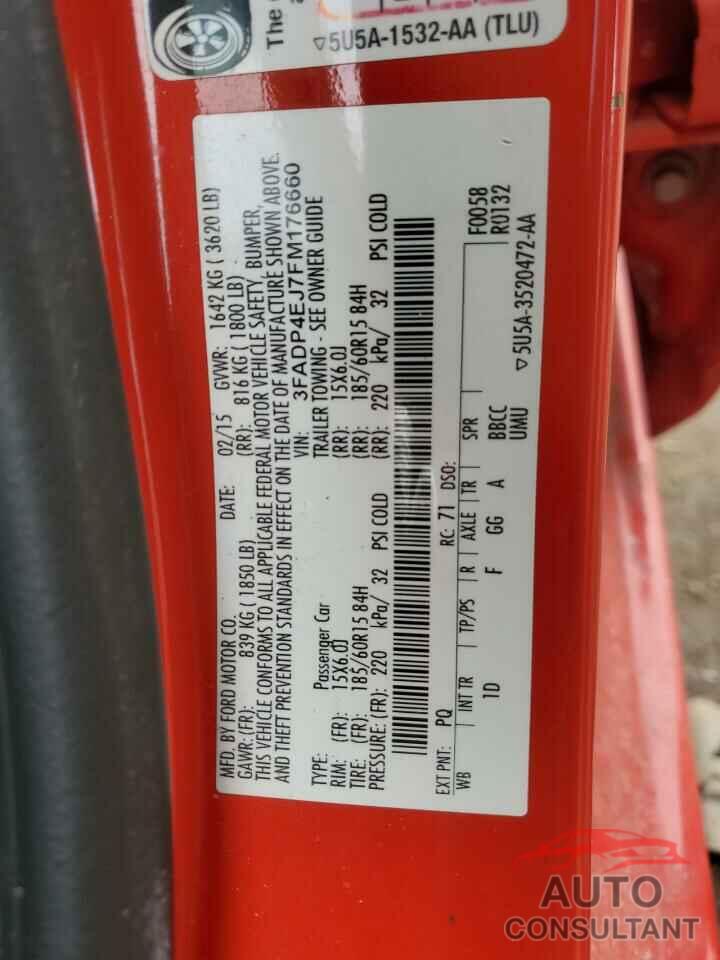 The
▽5U5A-1532-AA (TLU)
MFD. BY FORD MOTOR CO. DATE: 02/15 GVWR: 1642 KG ( 3620 LB)
GAWR: (FR): 839 KG ( 1850 LB) (RR): 816 KG ( 1800 LB)
THIS VEHICLE CONFORMS TO ALL APPLICABLE FEDERAL MOTOR VEHICLE SAFETY, BUMPER,
AND THEFT PREVENTION STANDARDS IN EFFECT ON THE DATE OF MANUFACTURE SHOWN ABOVE.
VIN: 3FADP4EJ7FM176660
TYPE: Passenger Car TRAILER TOWING - SEE OWNER GUIDE
RIM: (FR): 15X6.0J (RR): 15X6.0J
TIRE: (FR): 185/60R15 84H (RR): 185/60R15 84H
PRESSURE: (FR): 220 kPa/ 32 PSI COLD (RR): 220 kPa/ 32 PSI COLD
EXT PNT: PQ RC: 71 DSO: F0058
WB INT TR TP/PS R AXLE TR SPR R0132
1D F GG A BBCC
UMU
▽5U5A-3520472-AA
AUTO
CONSULTANT